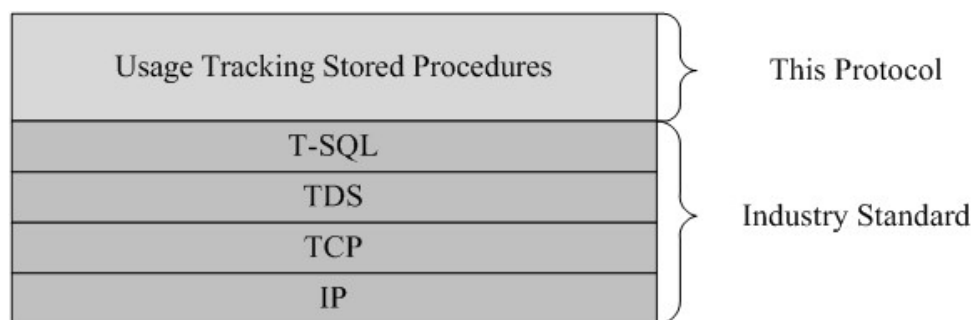 Usage Tracking Stored Procedures
This Protocol
T-SQL
TDS
TCP
IP
Industry Standard